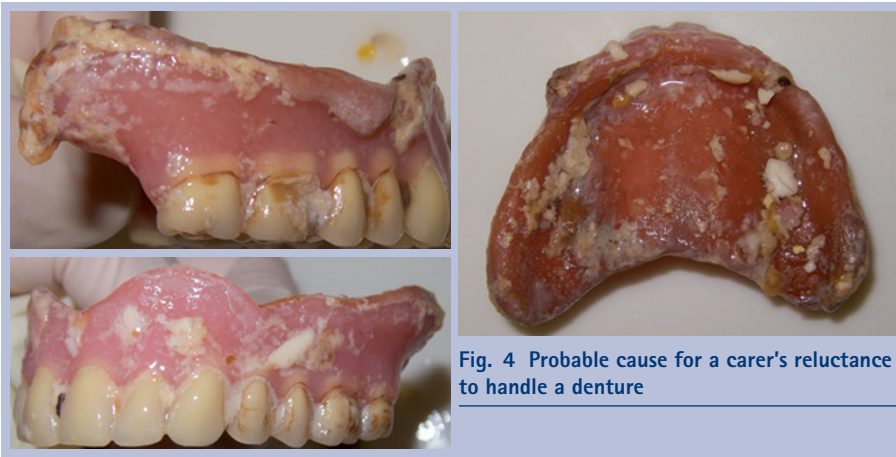 Fig. 4 Probable cause for a carer's reluctance
to handle a denture